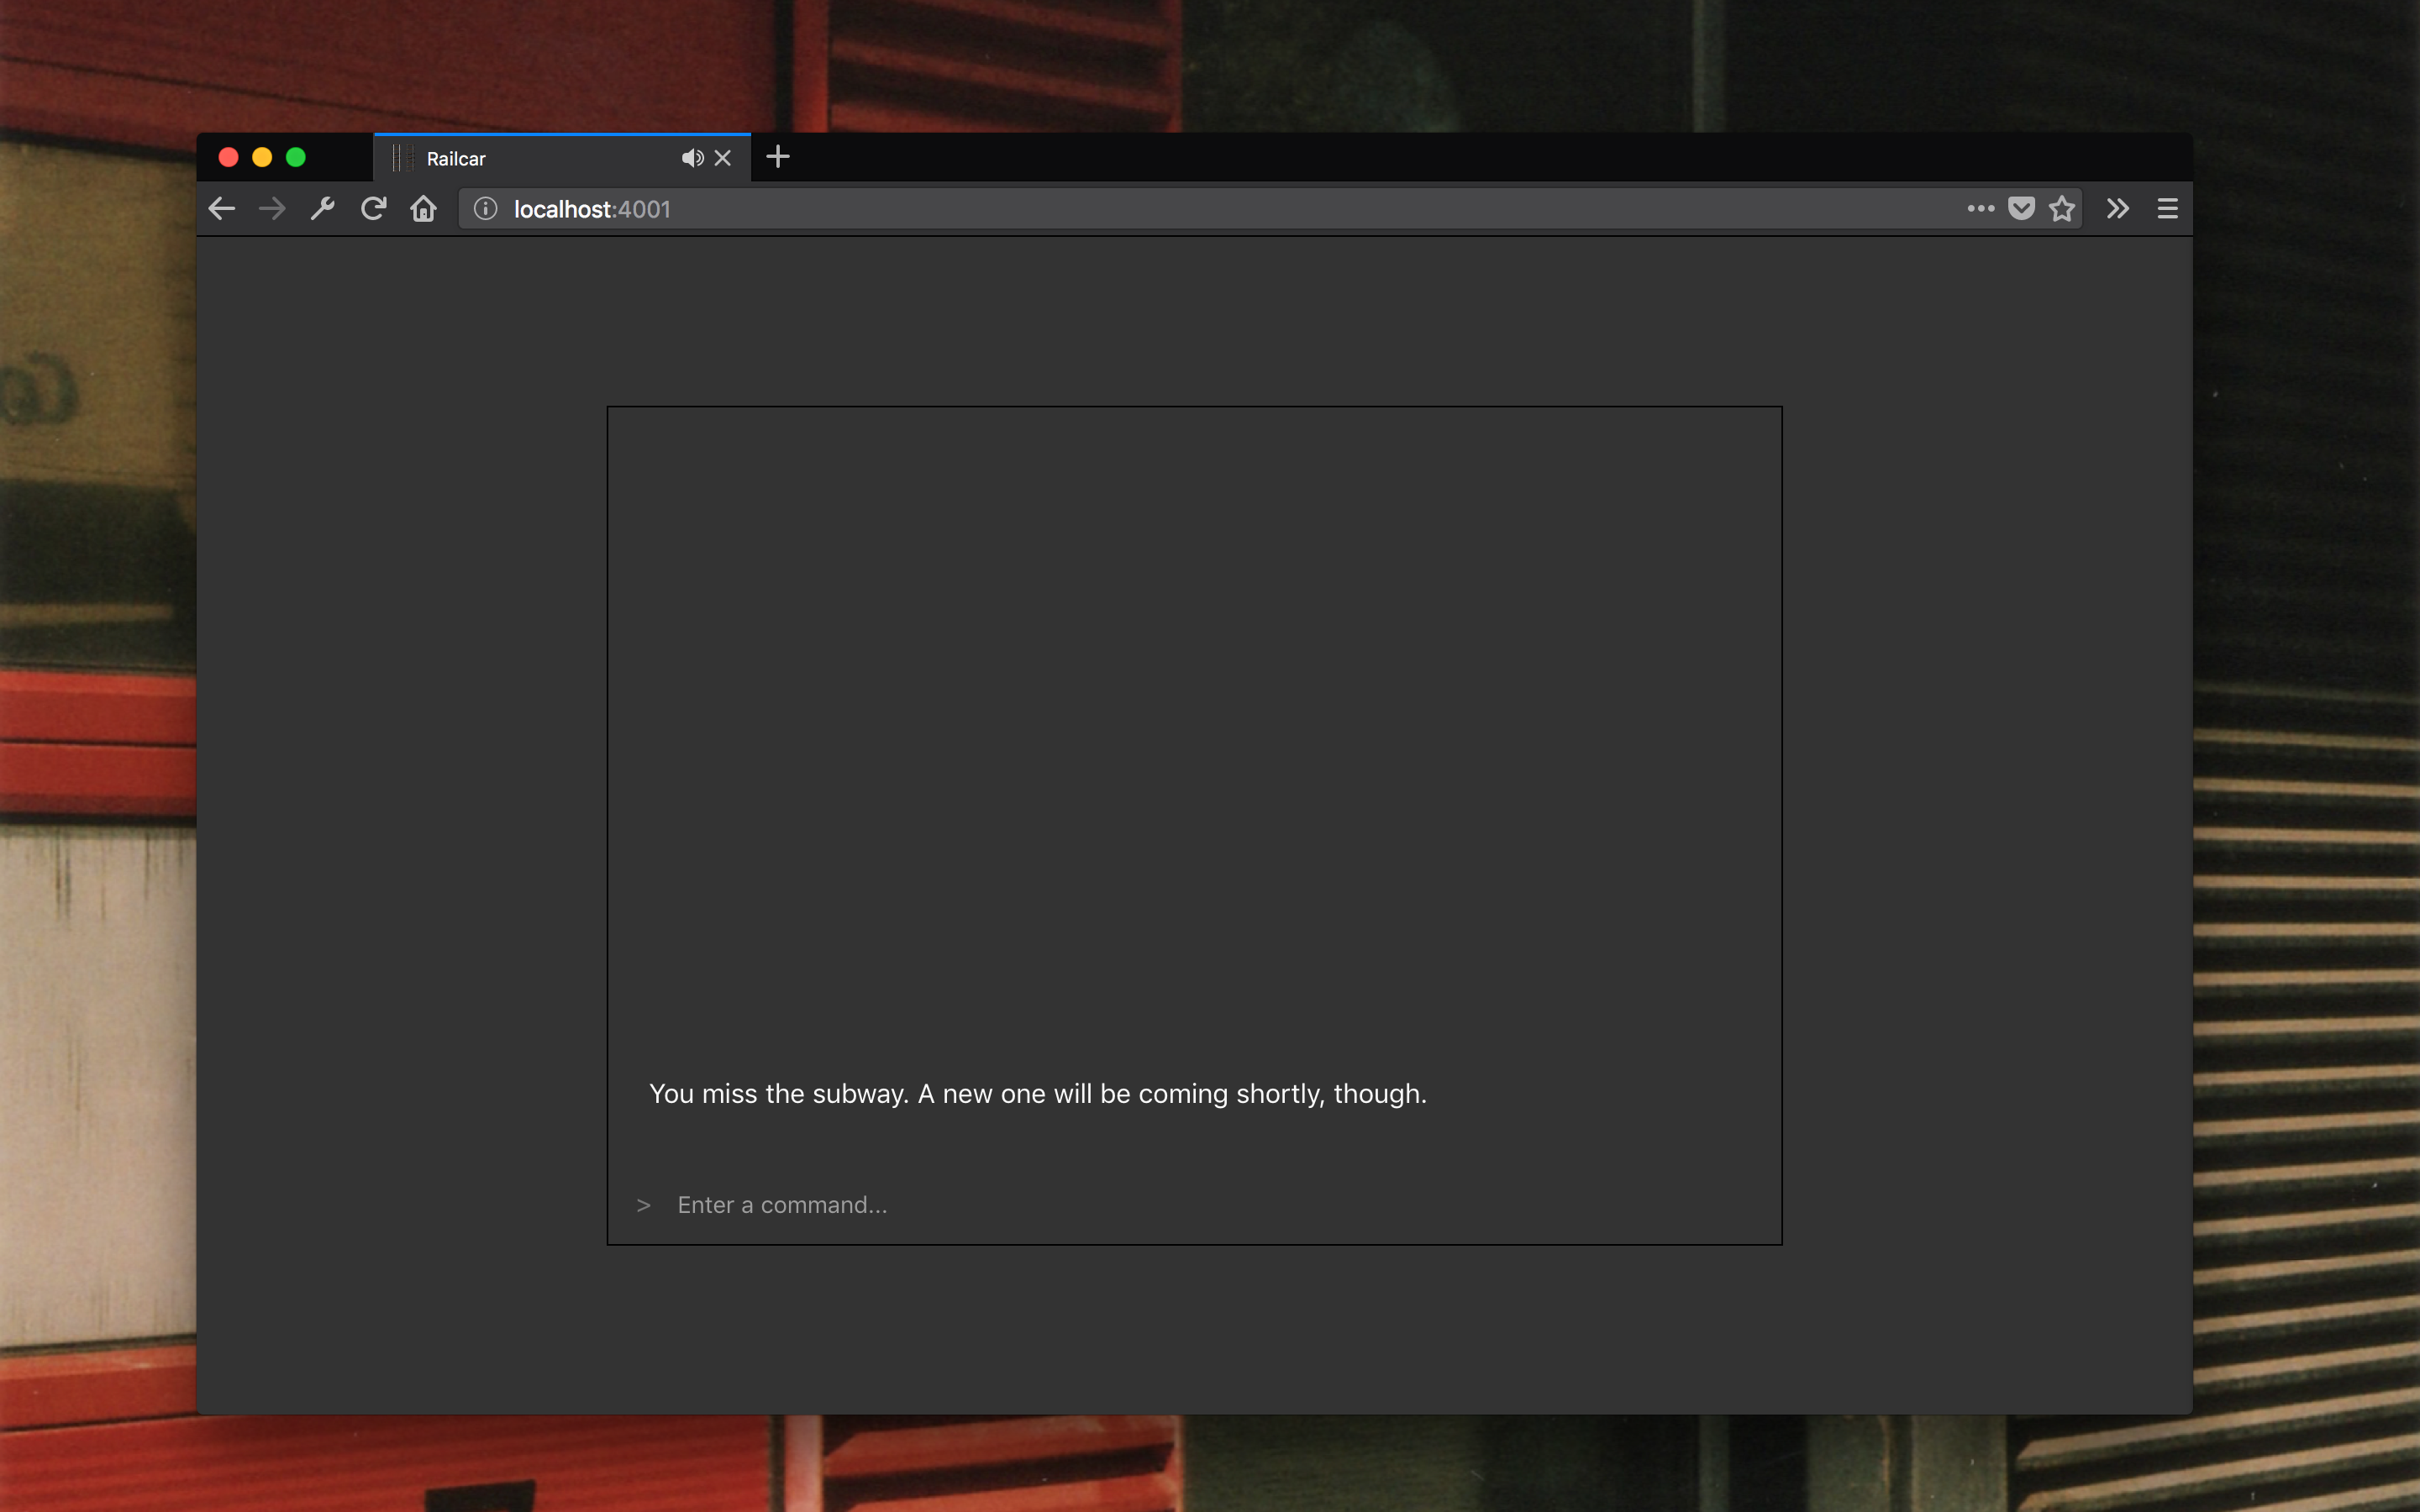 Railcar
localhost:4001
You miss the subway. A new one will be coming shortly, though.
> Enter a command...